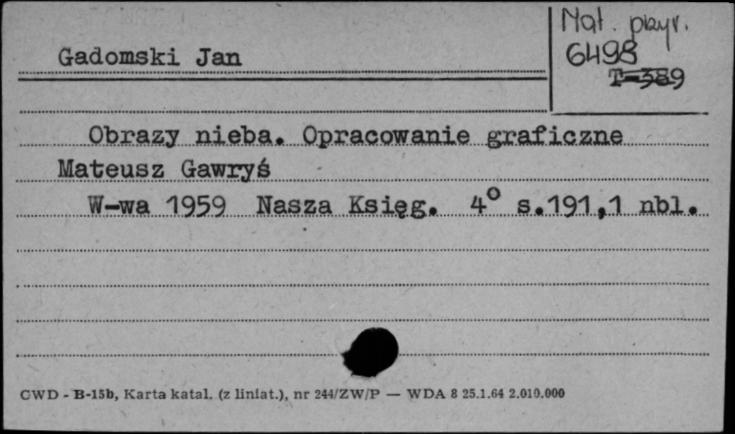 Mat. przyr.
6498
T-389
Gadomski Jan
Obrazy nieba. Opracowanie graficzne
Mateusz Gawryś
W-wa 1959 Nasza Księg. 4° s.191,1 nbl.
CWD - B-15b, Karta katal. (z liniat.), nr 244/ZW/P — WDA 8 25.1.64 2.010.000